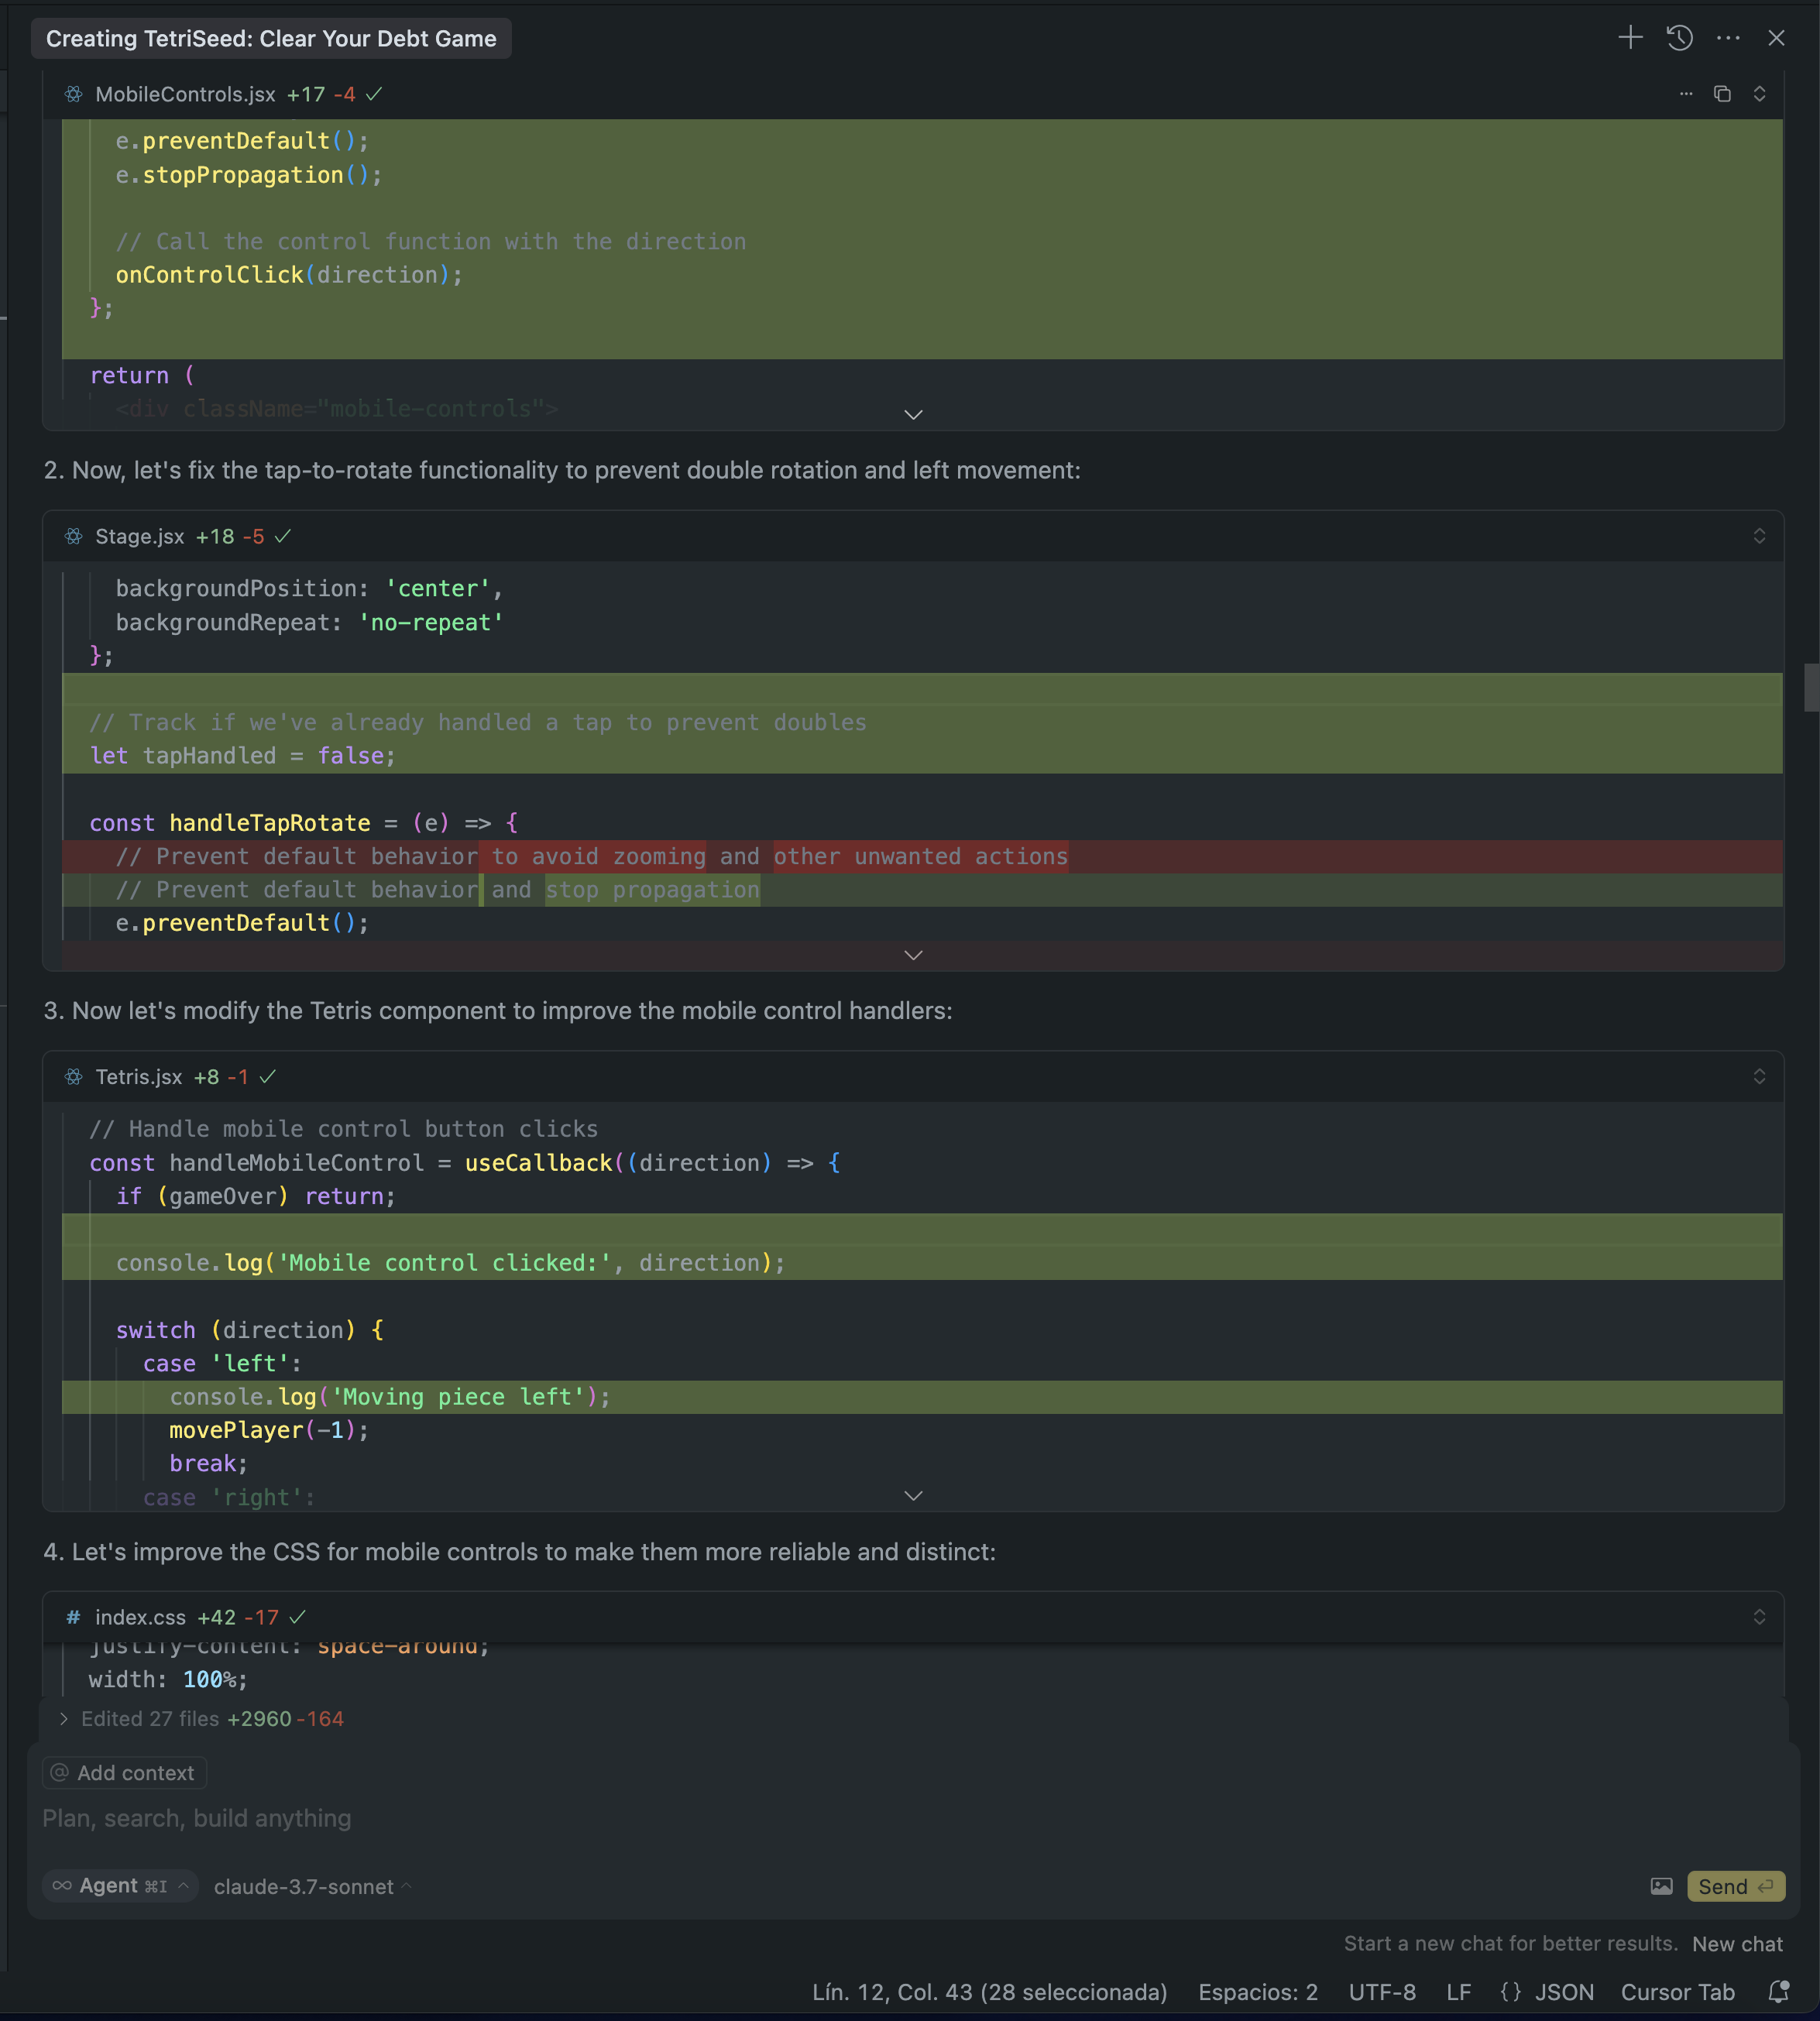 Creating TetriSeed: Clear Your Debt Game
MobileControls.jsx +17 -4
e.preventDefault();
e.stopPropagation();
// Call the control function with the direction
onControlClick(direction);
};
return (
<div className="mobile-controls">
2. Now, let's fix the tap-to-rotate functionality to prevent double rotation and left movement:
Stage.jsx +18 -5
backgroundPosition: 'center',
backgroundRepeat: 'no-repeat'
};
// Track if we've already handled a tap to prevent doubles
let tapHandled = false;
const handleTapRotate = (e) => {
// Prevent default behavior to avoid zooming and other unwanted actions
// Prevent default behavior and stop propagation
e.preventDefault();
3. Now let's modify the Tetris component to improve the mobile control handlers:
Tetris.jsx +8 -1
// Handle mobile control button clicks
const handleMobileControl = useCallback((direction) => {
if (gameOver) return;
console.log('Mobile control clicked:', direction);
switch (direction) {
case 'left':
console.log('Moving piece left');
movePlayer(-1);
break;
case 'right':
4. Let's improve the CSS for mobile controls to make them more reliable and distinct:
# index.css +42 -17
justify-content: space-around;
width: 100%;
Edited 27 files +2960 -164
@ Add context
Plan, search, build anything
∞ Agent ⌘I claude-3.7-sonnet
Send
Start a new chat for better results. New chat
Lín. 12, Col. 43 (28 seleccionada) Espacios: 2 UTF-8 LF {} JSON Cursor Tab